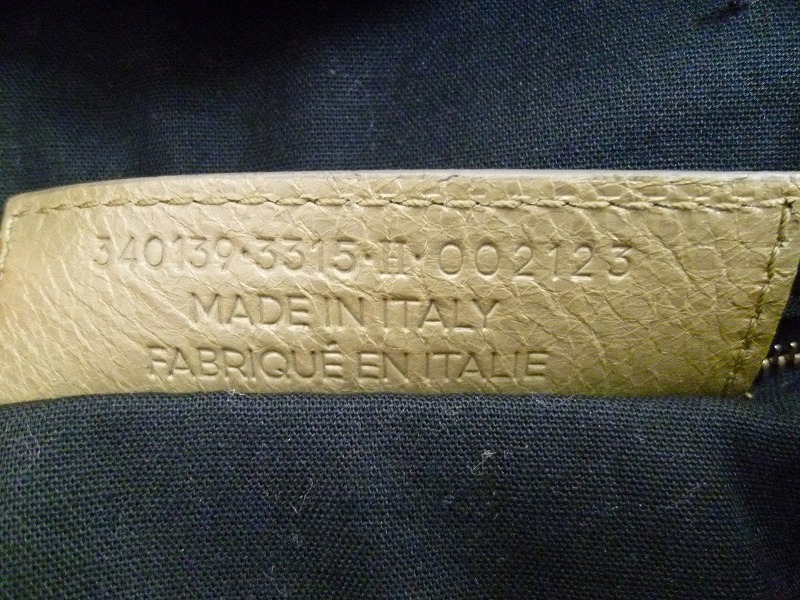 340139·3315·H·002123
MADE IN ITALY
FABRIQUÉ EN ITALIE